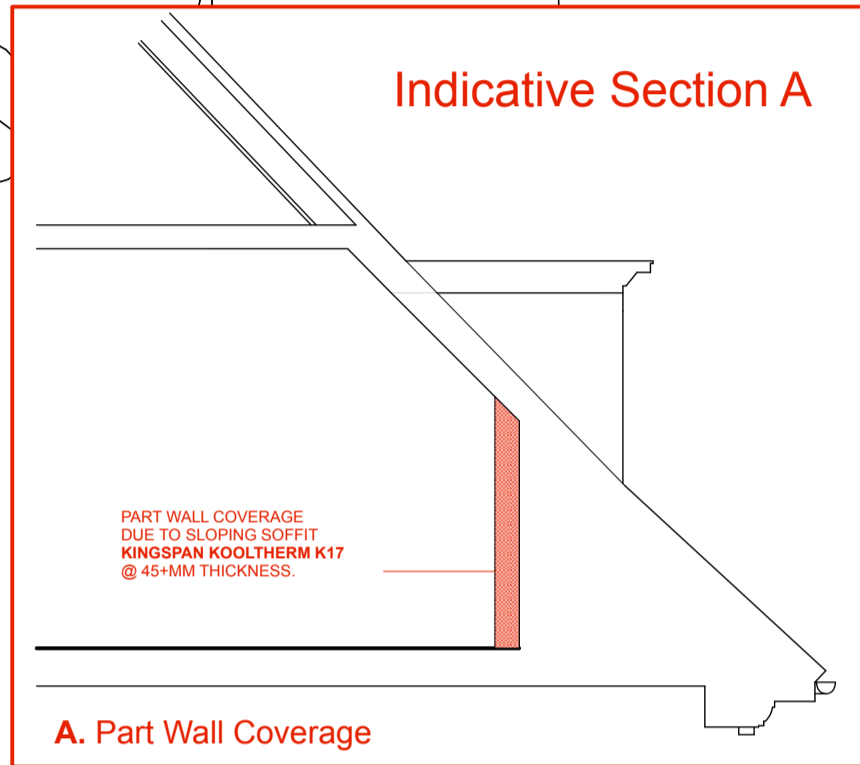 Indicative Section A
PART WALL COVERAGE
DUE TO SLOPING SOFFIT
KINGSPAN KOOLTHERM K17
@ 45+MM THICKNESS.
A. Part Wall Coverage